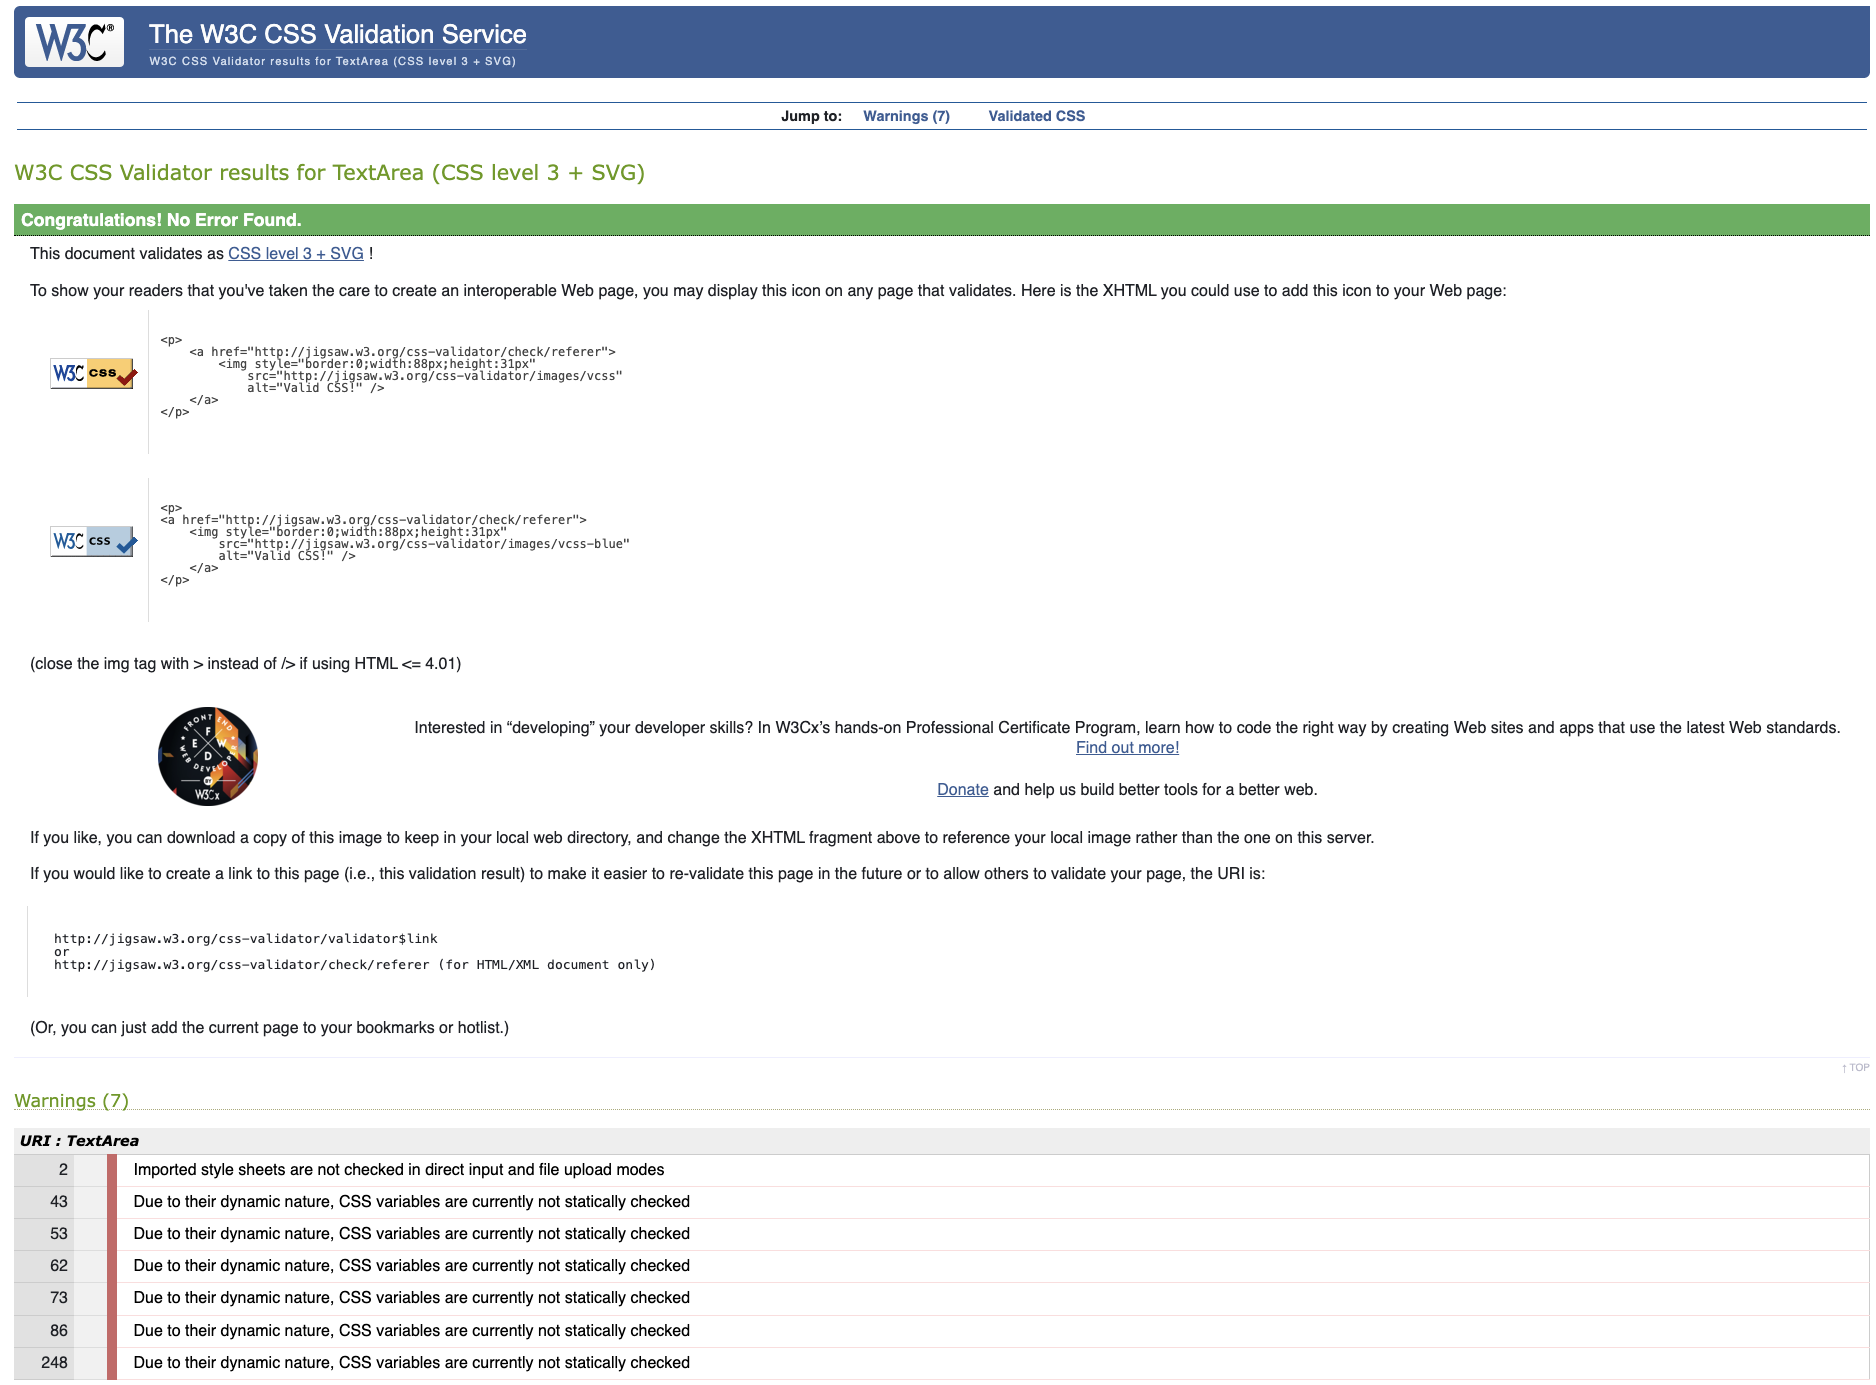 W3C®
The W3C CSS Validation Service
W3C CSS Validator results for TextArea (CSS level 3 + SVG)
Jump to: Warnings (7) Validated CSS
W3C CSS Validator results for TextArea (CSS level 3 + SVG)
Congratulations! No Error Found.
This document validates as CSS level 3 + SVG !
To show your readers that you've taken the care to create an interoperable Web page, you may display this icon on any page that validates. Here is the XHTML you could use to add this icon to your Web page:
W3C css
<p>
    <a href="http://jigsaw.w3.org/css-validator/check/referer">
        <img style="border:0;width:88px;height:31px"
            src="http://jigsaw.w3.org/css-validator/images/vcss"
            alt="Valid CSS!" />
    </a>
</p>
W3C css
<p>
<a href="http://jigsaw.w3.org/css-validator/check/referer">
    <img style="border:0;width:88px;height:31px"
        src="http://jigsaw.w3.org/css-validator/images/vcss-blue"
        alt="Valid CSS!" />
    </a>
</p>
(close the img tag with > instead of /> if using HTML <= 4.01)
FRONT END
F
E W
D
WEB DEVELOPER
BY
W3Cx
Interested in “developing” your developer skills? In W3Cx’s hands-on Professional Certificate Program, learn how to code the right way by creating Web sites and apps that use the latest Web standards.
Find out more!
Donate and help us build better tools for a better web.
If you like, you can download a copy of this image to keep in your local web directory, and change the XHTML fragment above to reference your local image rather than the one on this server.
If you would like to create a link to this page (i.e., this validation result) to make it easier to re-validate this page in the future or to allow others to validate your page, the URI is:
http://jigsaw.w3.org/css-validator/validator$link
or
http://jigsaw.w3.org/css-validator/check/referer (for HTML/XML document only)
(Or, you can just add the current page to your bookmarks or hotlist.)
↑ TOP
Warnings (7)
URI : TextArea
2 Imported style sheets are not checked in direct input and file upload modes
43 Due to their dynamic nature, CSS variables are currently not statically checked
53 Due to their dynamic nature, CSS variables are currently not statically checked
62 Due to their dynamic nature, CSS variables are currently not statically checked
73 Due to their dynamic nature, CSS variables are currently not statically checked
86 Due to their dynamic nature, CSS variables are currently not statically checked
248 Due to their dynamic nature, CSS variables are currently not statically checked